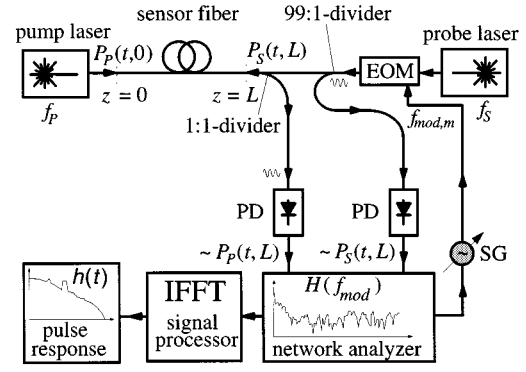 sensor fiber
99:1-divider
pump laser
probe laser
P_P(t,0)
P_S(t, L)
EOM
z = 0
z = L
f_P
f_S
1:1-divider
f_mod,m
PD
PD
~ P_P(t, L)
~ P_S(t, L)
SG
~
h(t)
IFFT
H(f_mod)
pulse
response
signal
processor
network analyzer